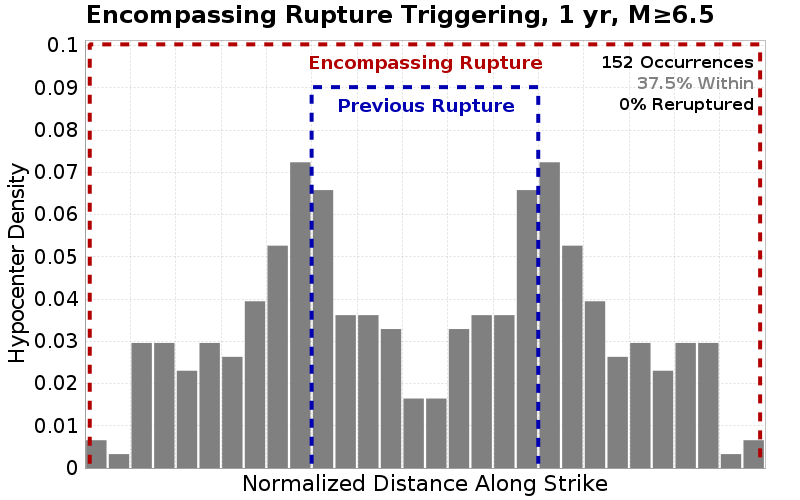 Encompassing Rupture Triggering, 1 yr, M≥6.5
Encompassing Rupture
152 Occurrences
37.5% Within
0% Reruptured
Previous Rupture
Hypocenter Density
0.1
0.09
0.08
0.07
0.06
0.05
0.04
0.03
0.02
0.01
0
Normalized Distance Along Strike